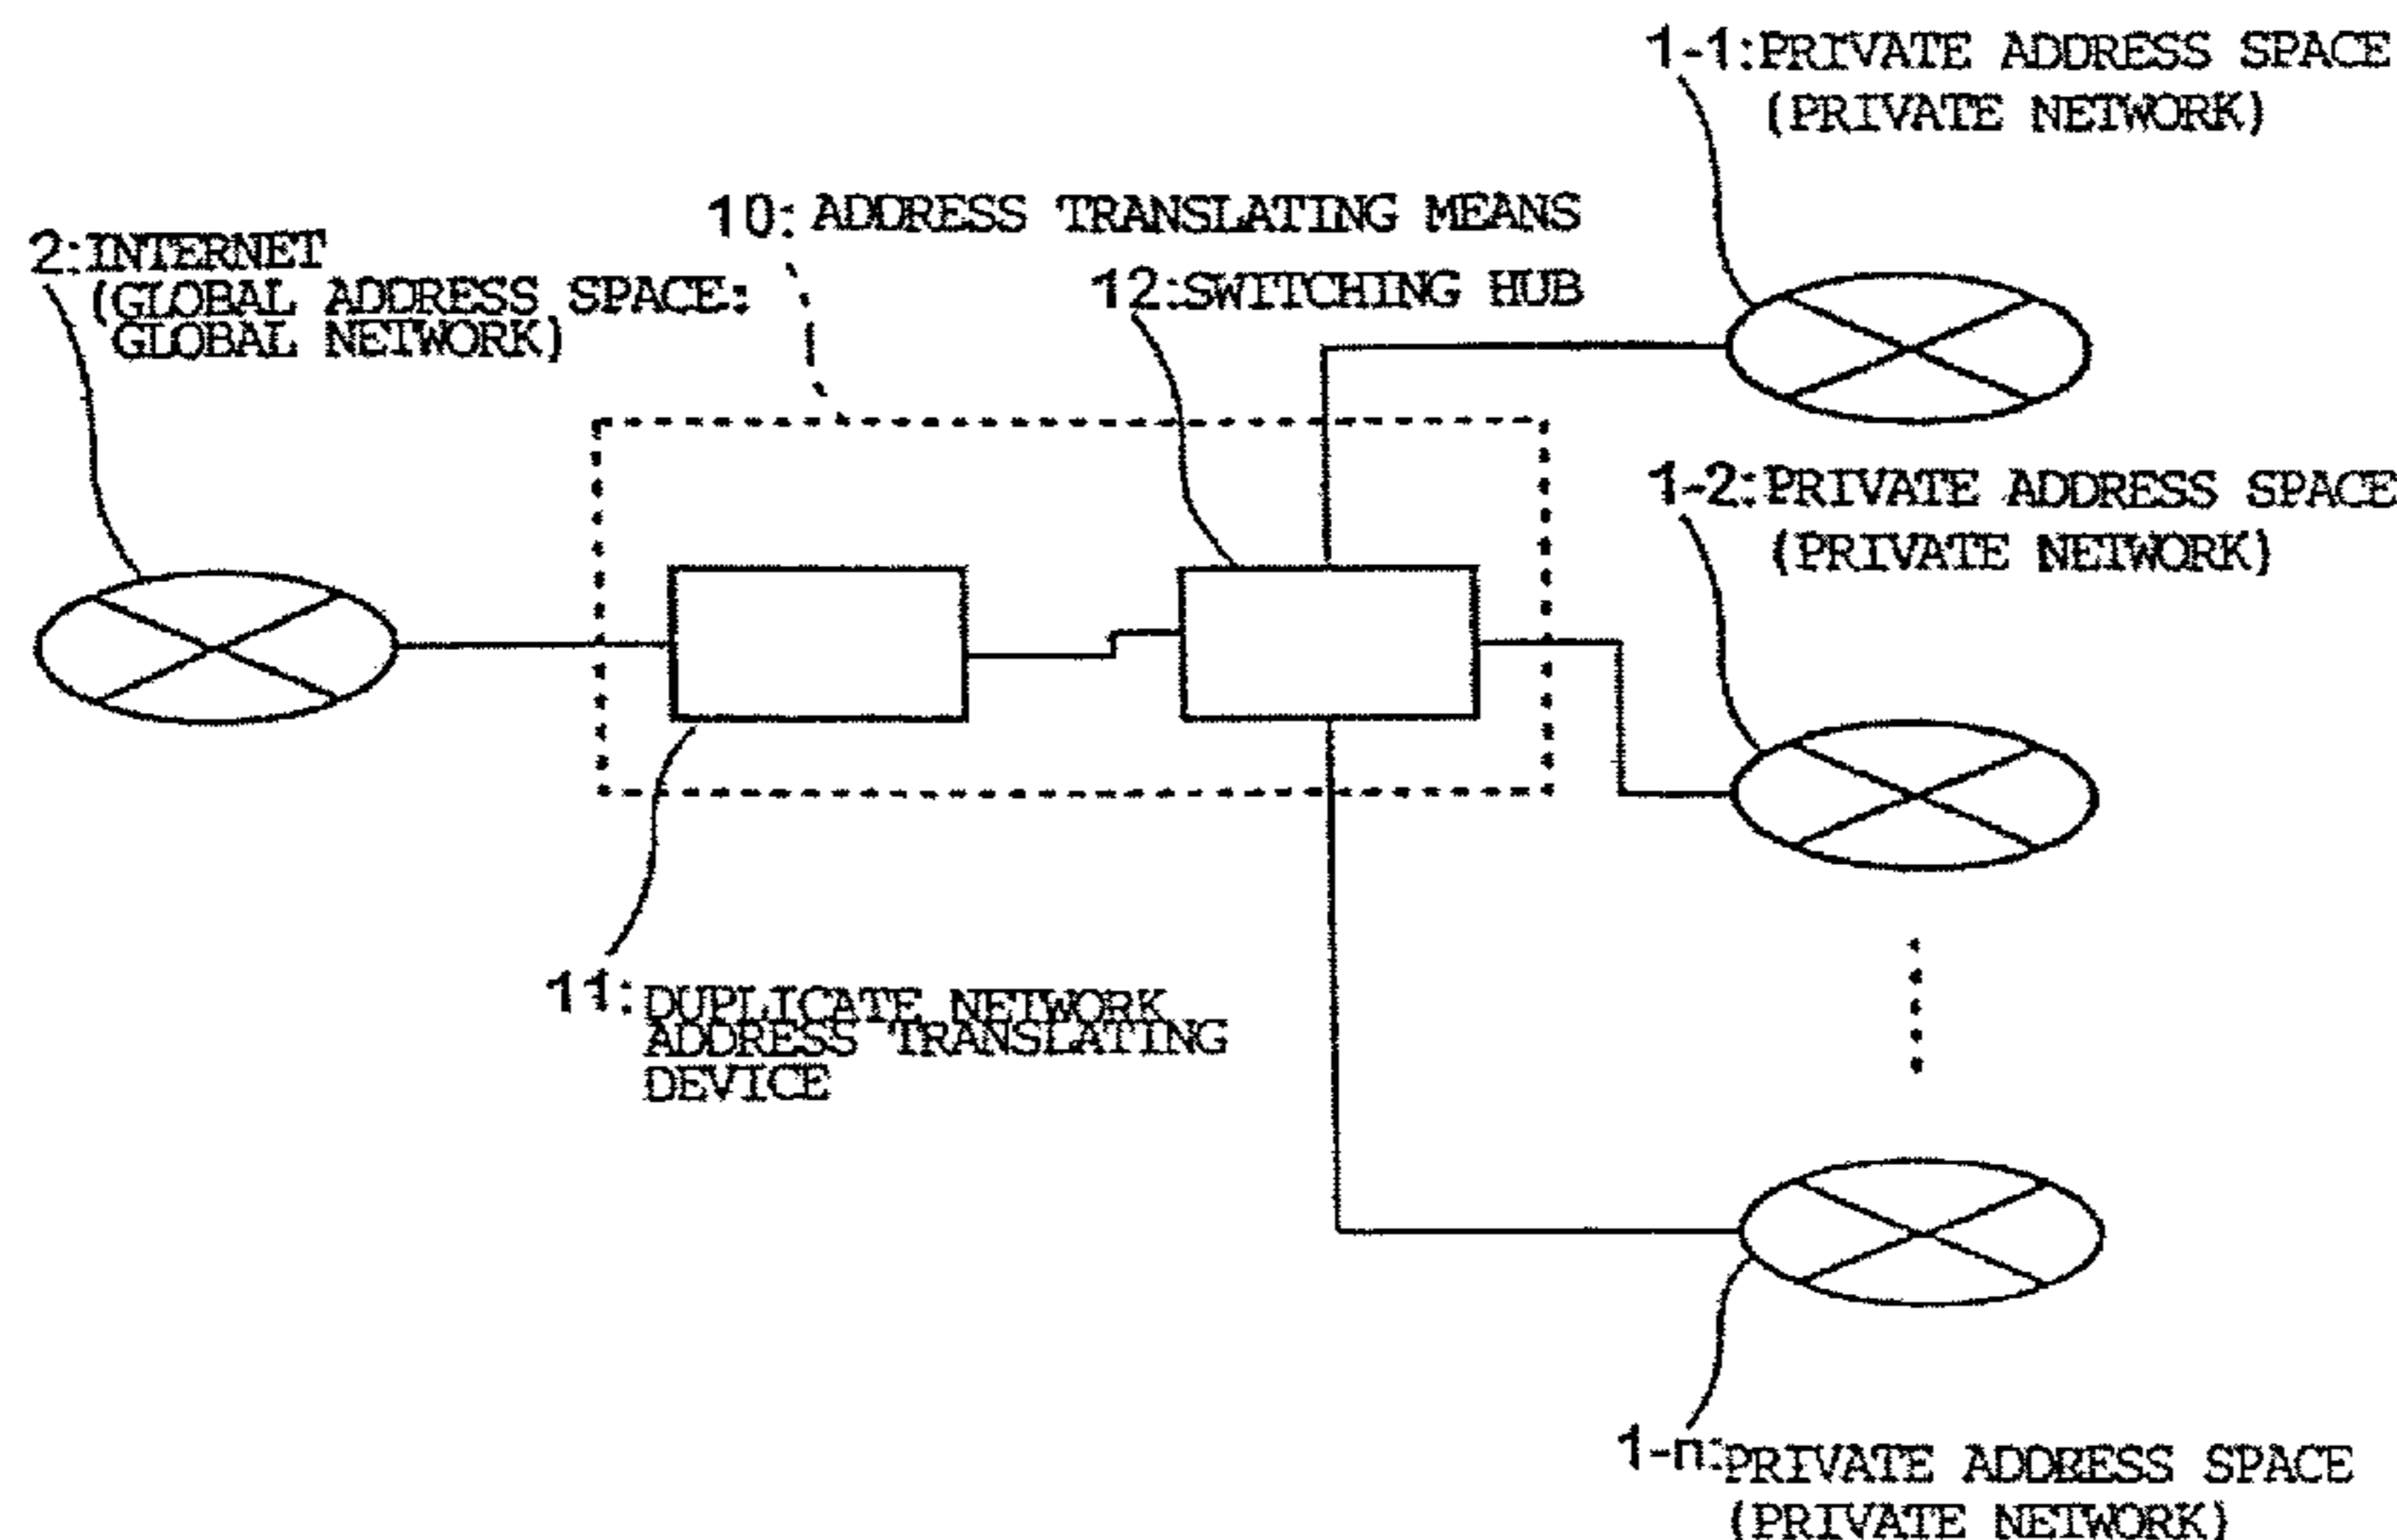 1-1:PRIVATE ADDRESS SPACE
(PRIVATE NETWORK)
10: ADDRESS TRANSLATING MEANS
2:INTERNET
(GLOBAL ADDRESS SPACE:
GLOBAL NETWORK)
12:SWITCHING HUB
1-2:PRIVATE ADDRESS SPACE
(PRIVATE NETWORK)
11:DUPLICATE NETWORK
ADDRESS TRANSLATING
DEVICE
1-n:PRIVATE ADDRESS SPACE
(PRIVATE NETWORK)